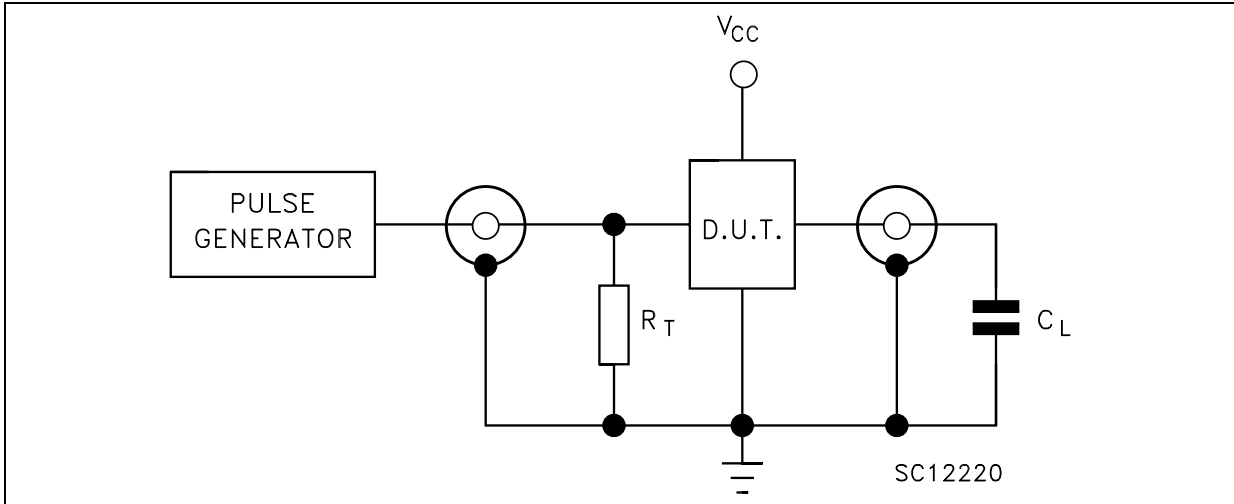 VCC
PULSE
GENERATOR
D.U.T.
RT
CL
SC12220